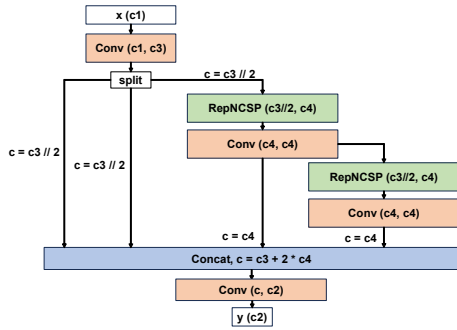 x (c1)
Conv (c1, c3)
split
c = c3 // 2
RepNCSP (c3//2, c4)
Conv (c4, c4)
c = c3 // 2
c = c3 // 2
RepNCSP (c3//2, c4)
Conv (c4, c4)
c = c4
c = c4
Concat, c = c3 + 2 * c4
Conv (c, c2)
y (c2)